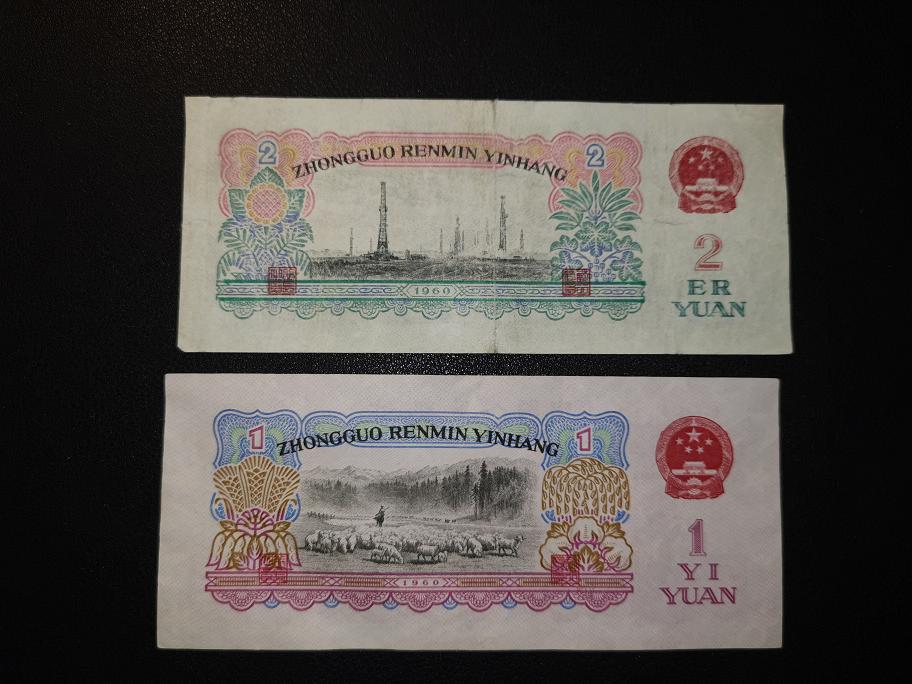 2 2
ZHONGGUO RENMIN YINHANG
1960
2
ER
YUAN
1 1
ZHONGGUO RENMIN YINHANG
1960
1
YI
YUAN